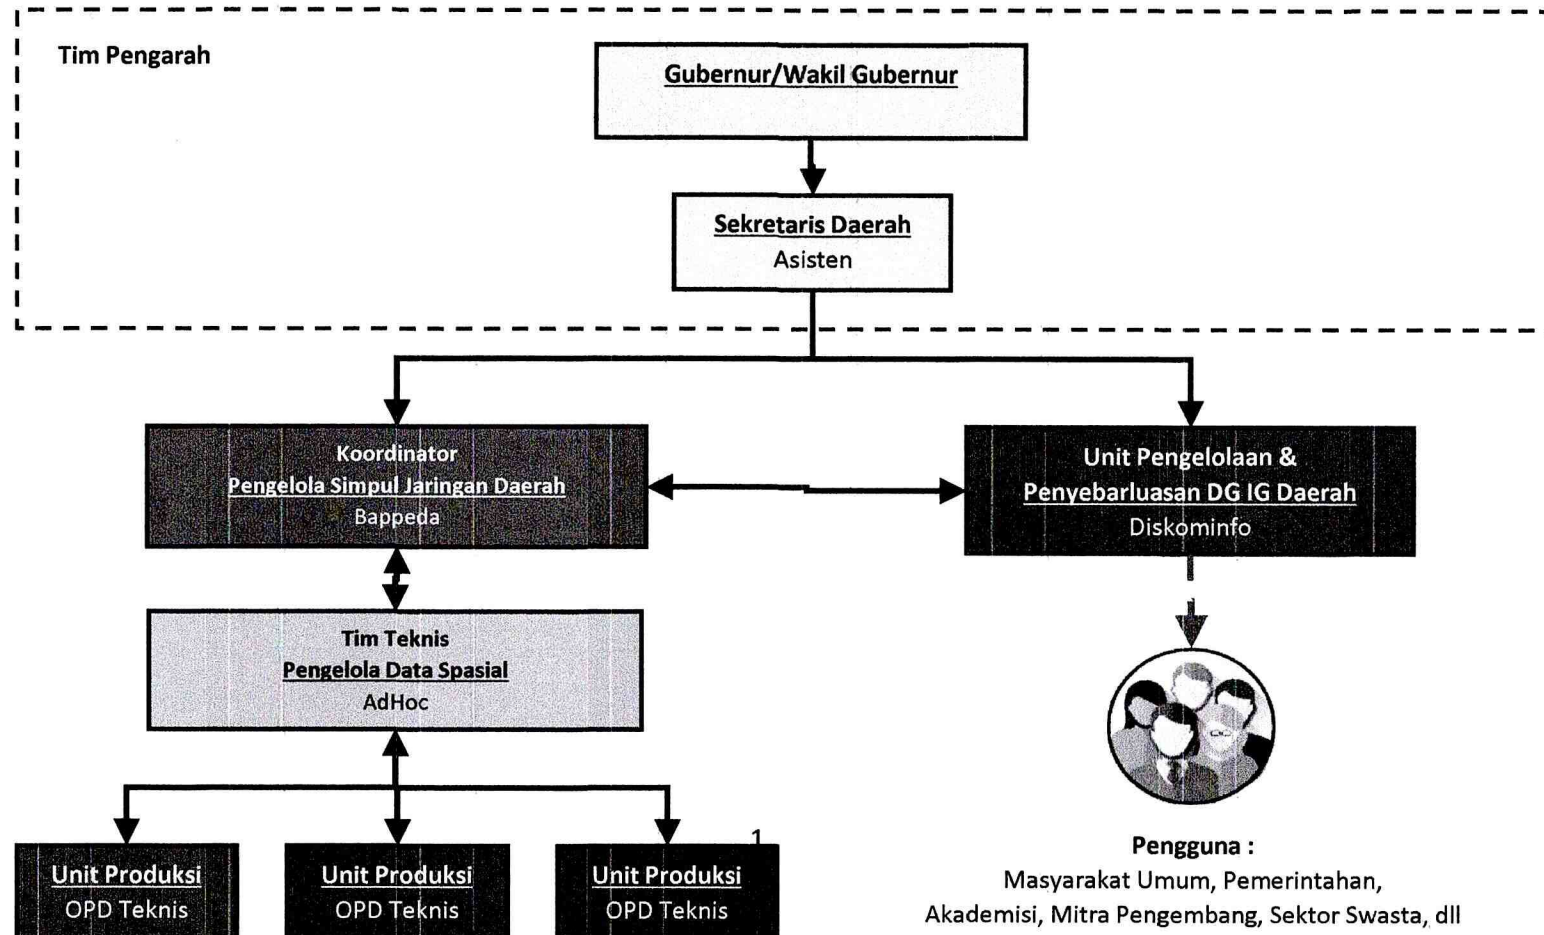 Tim Pengarah
Gubernur/Wakil Gubernur
Sekretaris Daerah
Asisten
Koordinator
Pengelola Simpul Jaringan Daerah
Bappeda
Unit Pengelolaan &
Penyebarluasan DG IG Daerah
Diskominfo
Tim Teknis
Pengelola Data Spasial
AdHoc
1
Unit Produksi
OPD Teknis
Unit Produksi
OPD Teknis
Unit Produksi
OPD Teknis
Pengguna :
Masyarakat Umum, Pemerintahan,
Akademisi, Mitra Pengembang, Sektor Swasta, dll